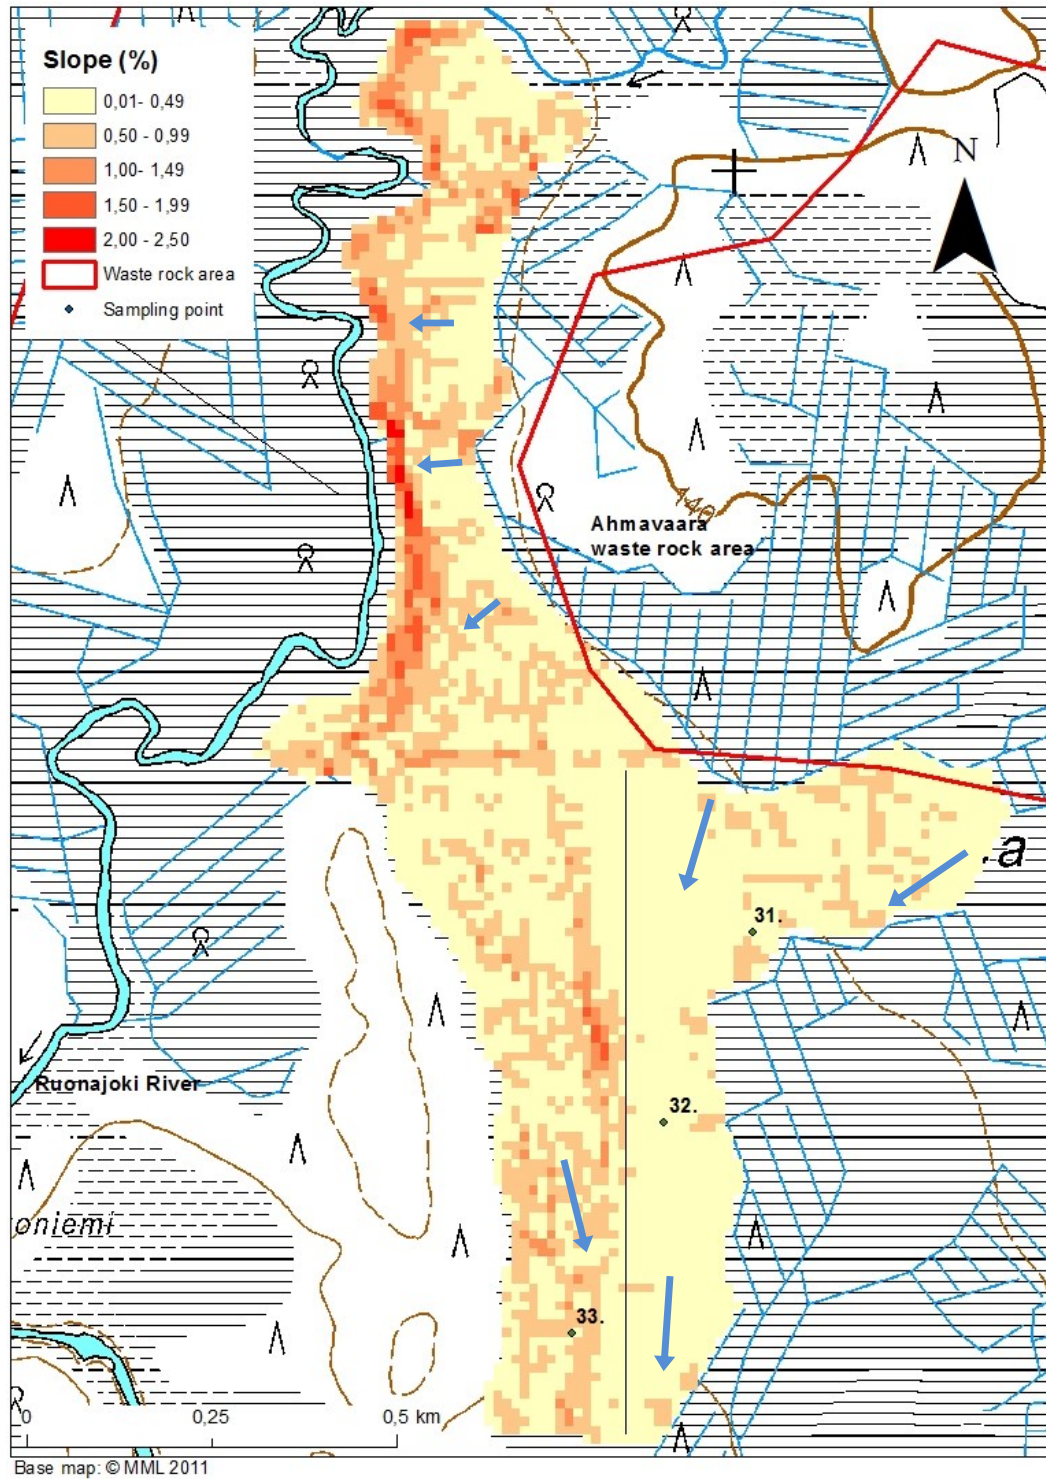 Slope (%)
0,01- 0,49
0,50 - 0,99
1,00- 1,49
1,50 - 1,99
2,00 - 2,50
Waste rock area
Sampling point
N
140
Ahmavaara
waste rock area
a
31.
Ruonajoki River
32.
oniemi
33.
0 0,25 0,5 km
Base map: © MML 2011